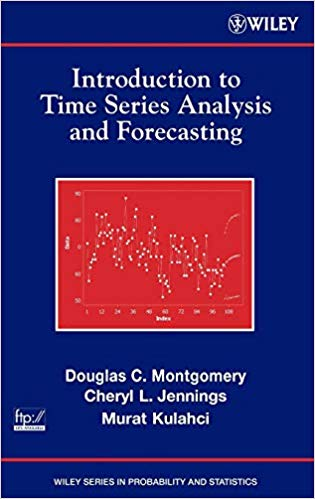 WILEY
Introduction to
Time Series Analysis
and Forecasting
90
80
70
60
50
Data
1 12 24 36 48 60 72 84 96 108
Index
Douglas C. Montgomery
Cheryl L. Jennings
Murat Kulahci
ftp://
WILEY SERIES IN PROBABILITY AND STATISTICS